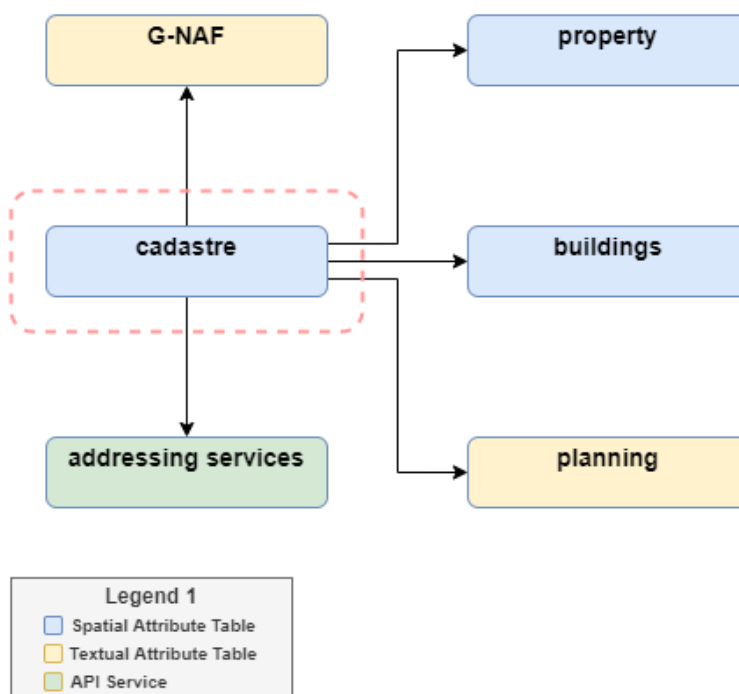 G-NAF
property
cadastre
buildings
addressing services
planning
Legend 1
Spatial Attribute Table
Textual Attribute Table
API Service